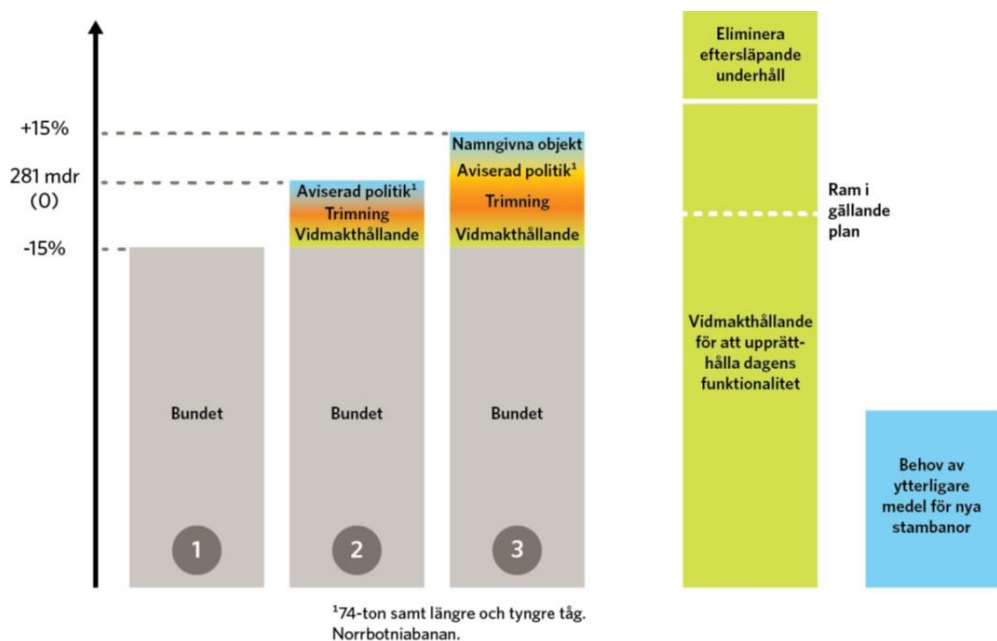 +15%
281 mdr
(0)
-15%
Bundet
1
Aviserad politik¹
Trimning
Vidmakthållande
Bundet
2
Namngivna objekt
Aviserad politik¹
Trimning
Vidmakthållande
Bundet
3
¹74-ton samt längre och tyngre tåg.
Norrbotniabanan.
Eliminera
eftersläpande
underhåll
Vidmakthållande
för att upprätt-
hålla dagens
funktionalitet
Ram i
gällande
plan
Behov av
ytterligare
medel för nya
stambanor